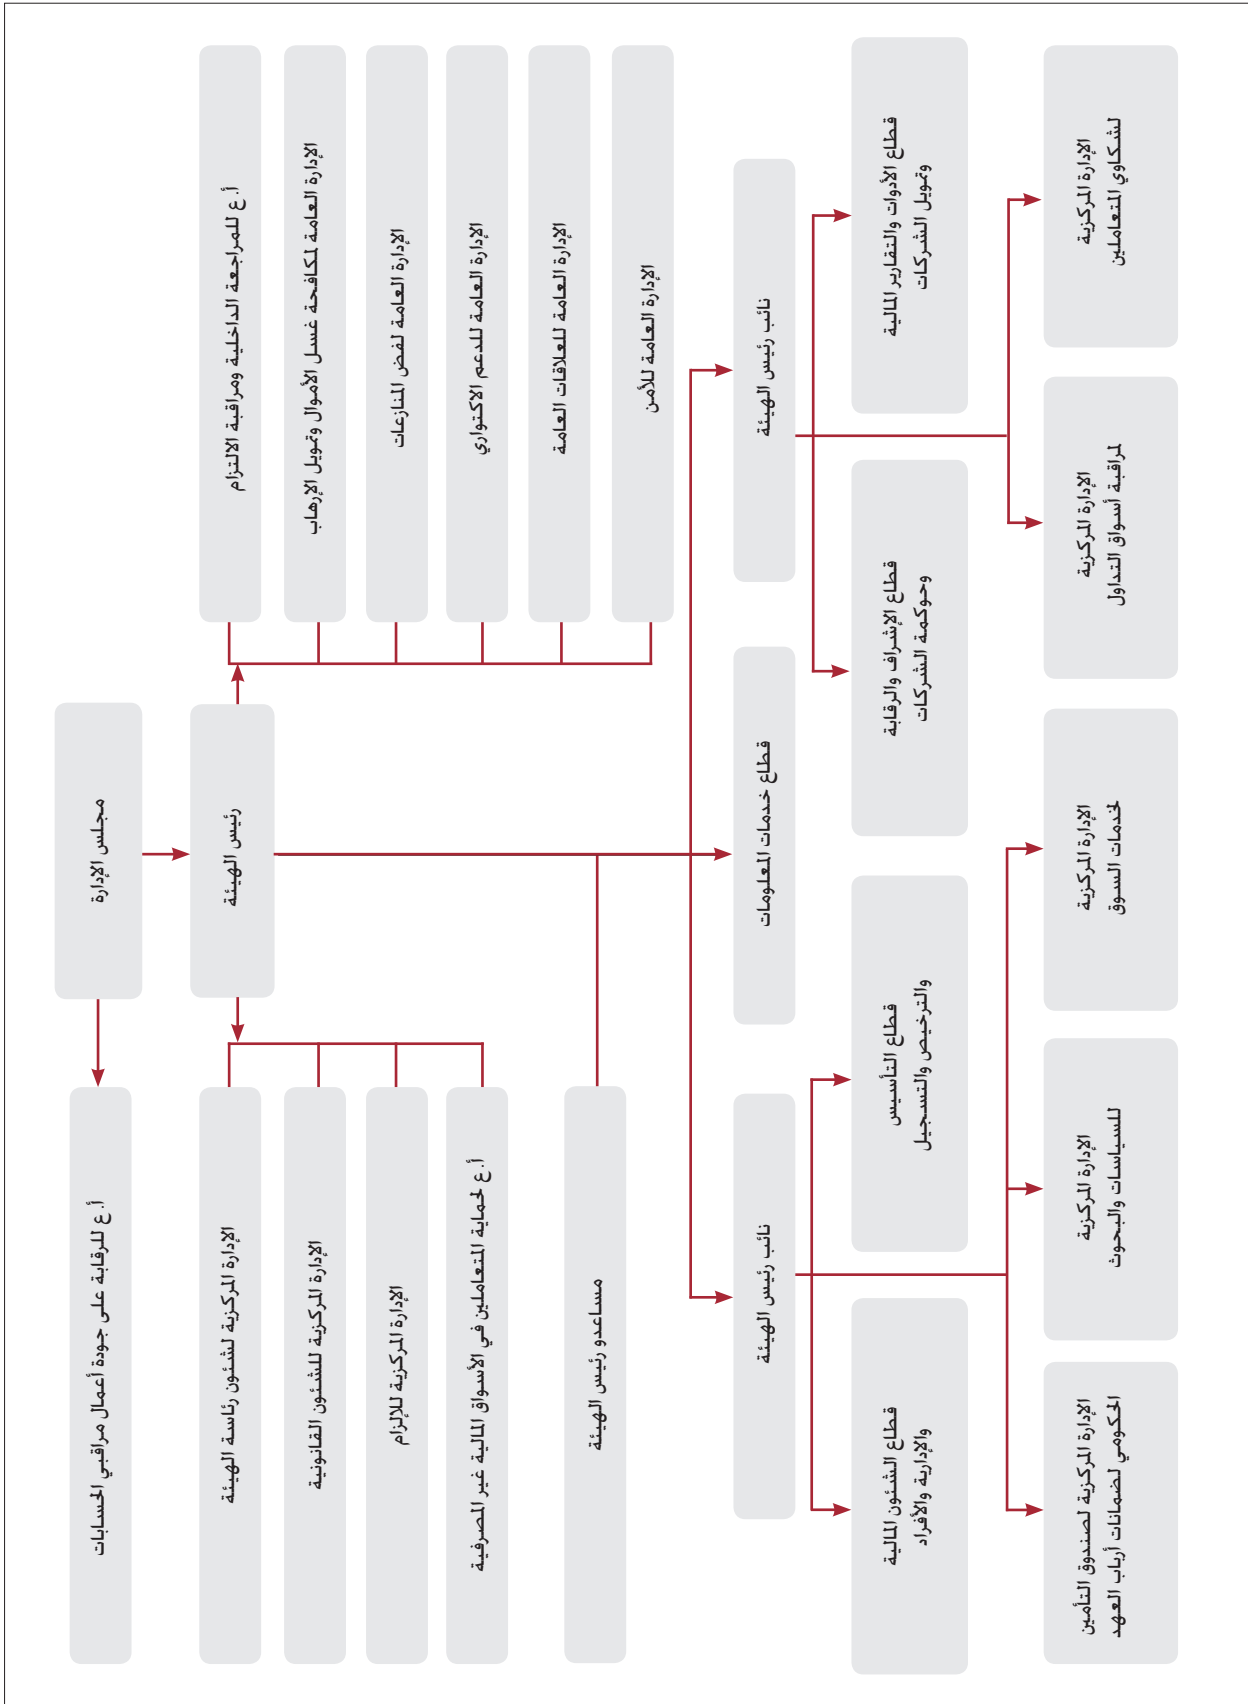 مجلس الإدارة
أ.ع للرقابة على جودة أعمال مراقبي الحسابات
رئيس الهيئة
أ.ع للمراجعة الداخلية ومراقبة الالتزام
الإدارة العامة لمكافحة غسل الأموال وتمويل الإرهاب
الإدارة العامة لفض المنازعات
الإدارة العامة للدعم الاكتواري
الإدارة العامة للعلاقات العامة
الإدارة العامة للأمن
الإدارة المركزية لشئون رئاسة الهيئة
الإدارة المركزية للشئون القانونية
الإدارة المركزية للإلزام
أ.ع لحماية المتعاملين في الأسواق المالية غير المصرفية
مساعدو رئيس الهيئة
نائب رئيس الهيئة
قطاع خدمات المعلومات
نائب رئيس الهيئة
قطاع الأدوات والتقارير المالية
وتمويل الشركات
قطاع الإشراف والرقابة
وحوكمة الشركات
قطاع التأسيس
والترخيص والتسجيل
قطاع الشئون المالية
والإدارية والأفراد
الإدارة المركزية
لشكاوي المتعاملين
الإدارة المركزية
لمراقبة أسواق التداول
الإدارة المركزية
لخدمات السوق
الإدارة المركزية
للسياسات والبحوث
الإدارة المركزية لصندوق التأمين
الحكومي لضمانات أرباب العهد